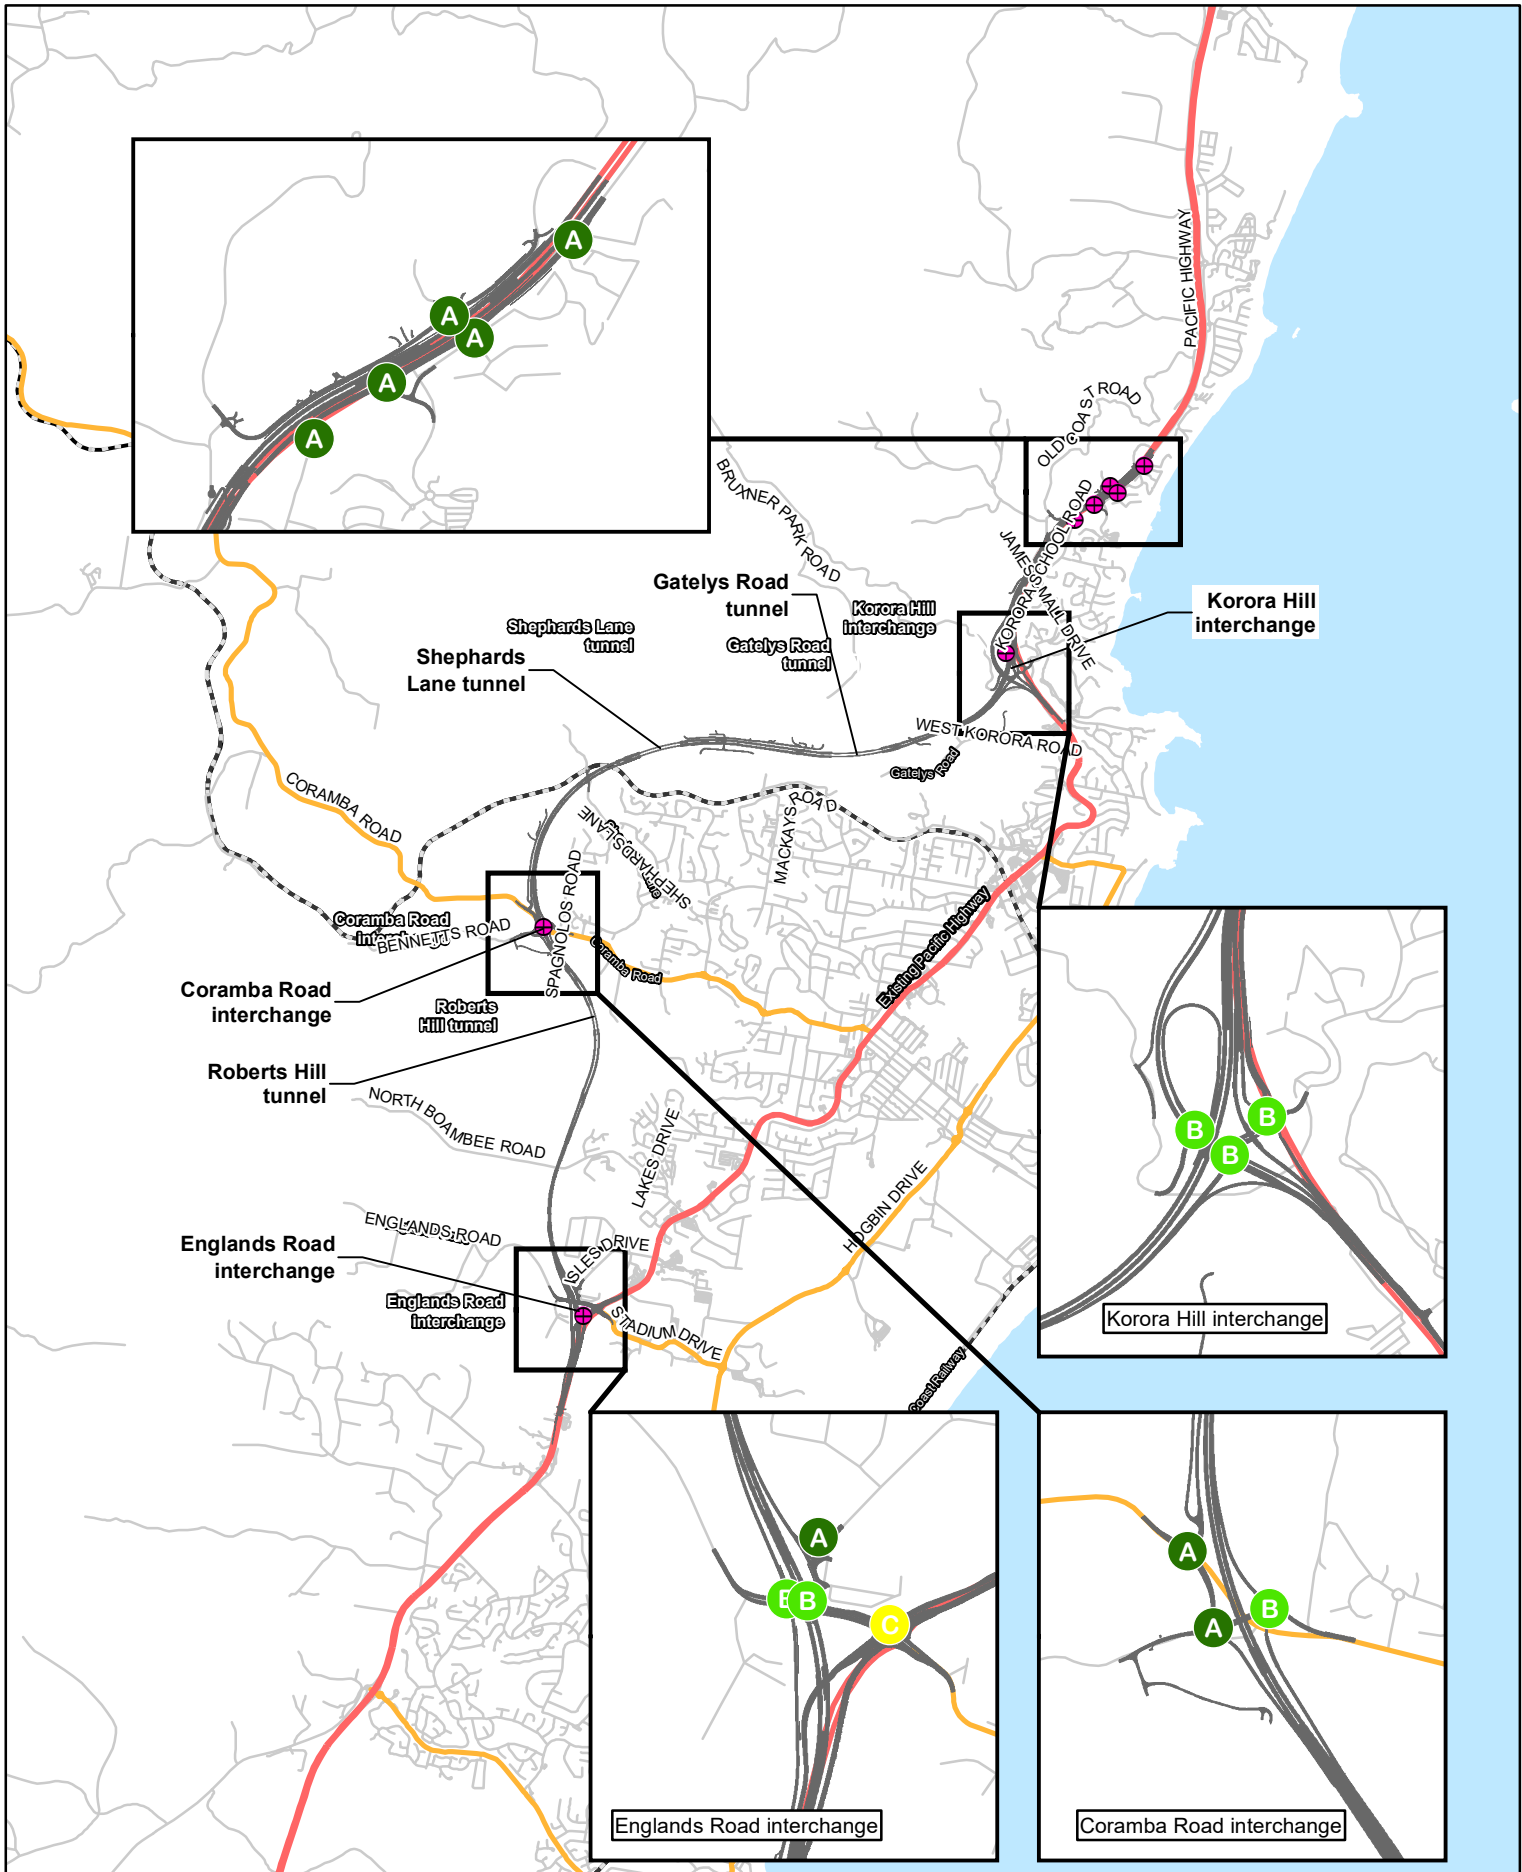 A
A
A
A
A
PACIFIC HIGHWAY
OLD COAST ROAD
BRUXNER PARK ROAD
KORORA SCHOOL ROAD
JAMES SMALL DRIVE
Gatelys Road
tunnel
Korora Hill
interchange
Korora Hill
interchange
Shephards Lane
tunnel
Gatelys Road
tunnel
Shephards
Lane tunnel
WEST KORORA ROAD
Gatelys Road
CORAMBA ROAD
MACKAYS ROAD
SHEPHARDS LANE
SPAGNOLOS ROAD
Coramba Road
BENNETTS ROAD
Coramba Road
Existing Pacific Highway
Coramba Road
interchange
Roberts
Hill tunnel
Roberts Hill
tunnel
NORTH BOAMBEE ROAD
LAKES DRIVE
HOGBIN DRIVE
B
B
B
Korora Hill interchange
ENGLANDS ROAD
ISLES DRIVE
Englands Road
interchange
Englands Road
interchange
STADIUM DRIVE
Coast Railway
A
B
B
C
Englands Road interchange
A
A
B
Coramba Road interchange